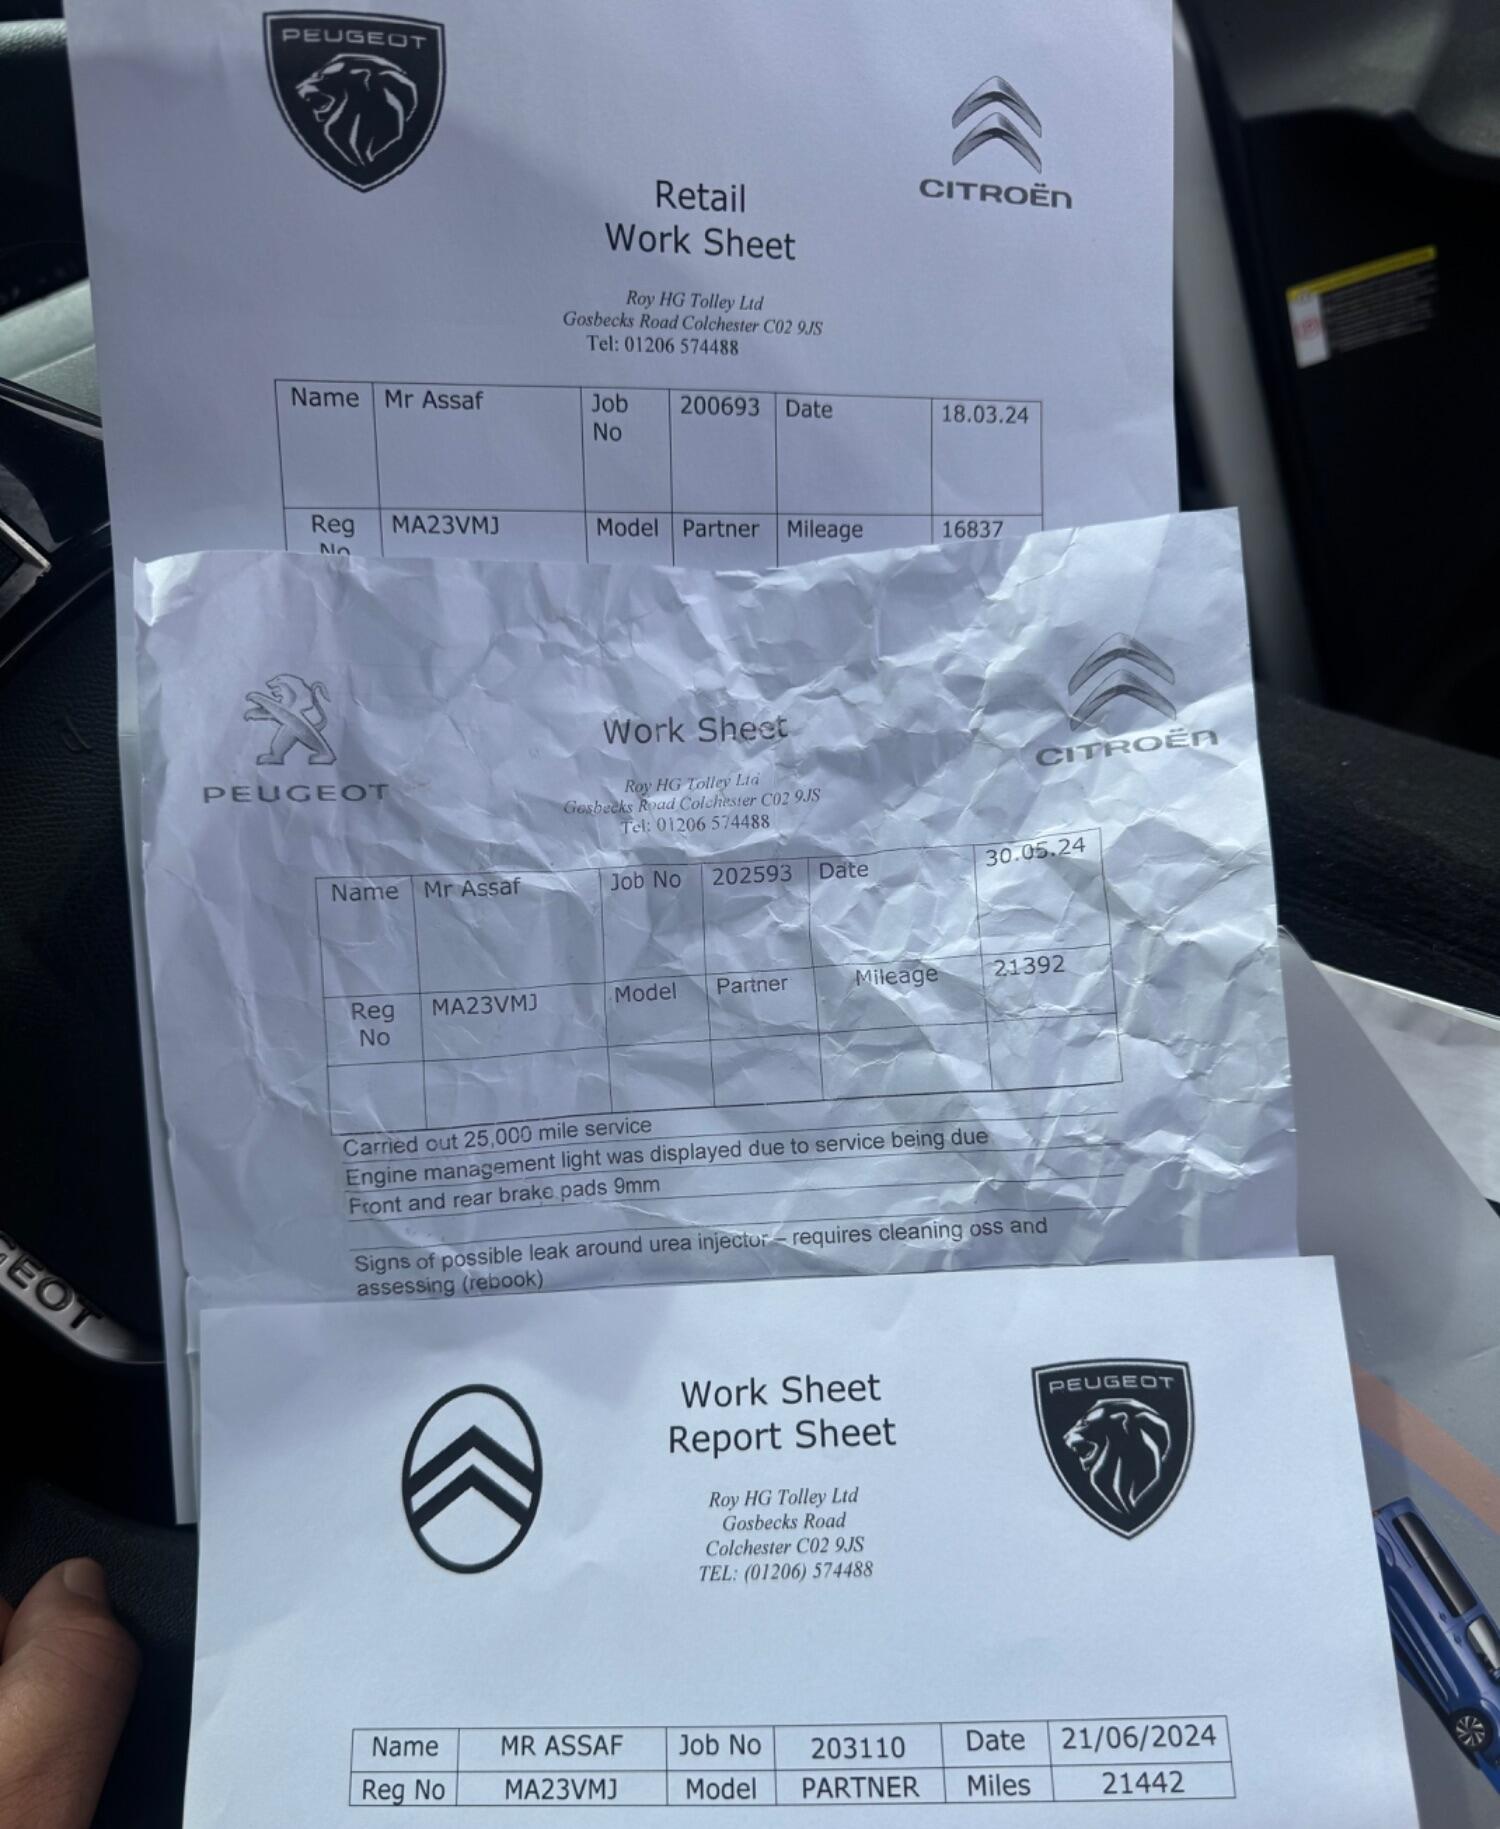 PEUGEOT
CITROËN
Retail
Work Sheet
Roy HG Tolley Ltd
Gosbecks Road Colchester C02 9JS
Tel: 01206 574488
Name Mr Assaf Job No 200693 Date 18.03.24
Reg No MA23VMJ Model Partner Mileage 16837
PEUGEOT
CITROËN
Work Sheet
Roy HG Tolley Ltd
Gosbecks Road Colchester C02 9JS
Tel: 01206 574488
Name Mr Assaf Job No 202593 Date 30.05.24
Reg No MA23VMJ Model Partner Mileage 21392
Carried out 25,000 mile service
Engine management light was displayed due to service being due
Front and rear brake pads 9mm
Signs of possible leak around urea injector – requires cleaning oss and
assessing (rebook)
Work Sheet
Report Sheet
PEUGEOT
Roy HG Tolley Ltd
Gosbecks Road
Colchester C02 9JS
TEL: (01206) 574488
Name MR ASSAF Job No 203110 Date 21/06/2024
Reg No MA23VMJ Model PARTNER Miles 21442